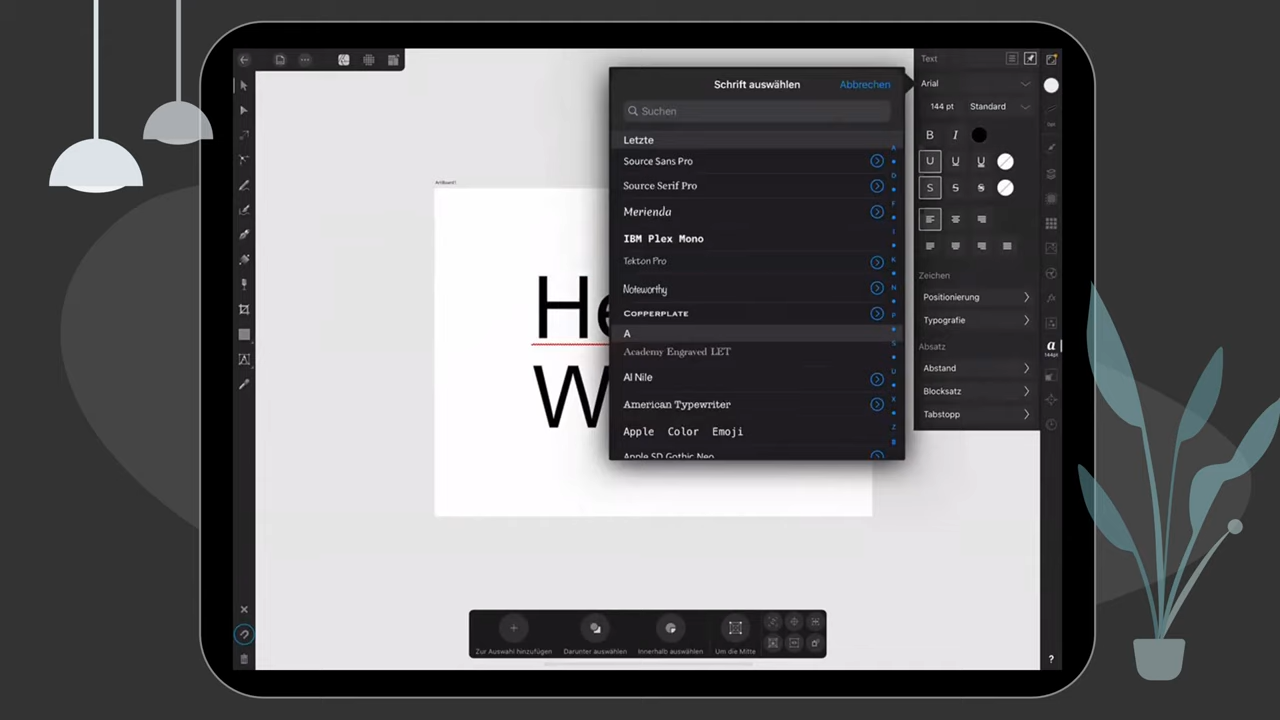 Text
Arial
144 pt Standard
B I
U U U
S S S
Zeichen
Positionierung
Typografie
Absatz
Abstand
Blocksatz
Tabstopp
Schrift auswählen Abbrechen
Suchen
Letzte
Source Sans Pro
Source Serif Pro
Merienda
IBM Plex Mono
Tekton Pro
Noteworthy
COPPERPLATE
A
Academy Engraved LET
Al Nile
American Typewriter
Apple Color Emoji
Apple SD Gothic Neo
A
D
F
I
K
N
P
S
U
X
Z
B
He
W
a
144pt
Zur Auswahl hinzufügen Darunter auswählen Innerhalb auswählen Um die Mitte
?